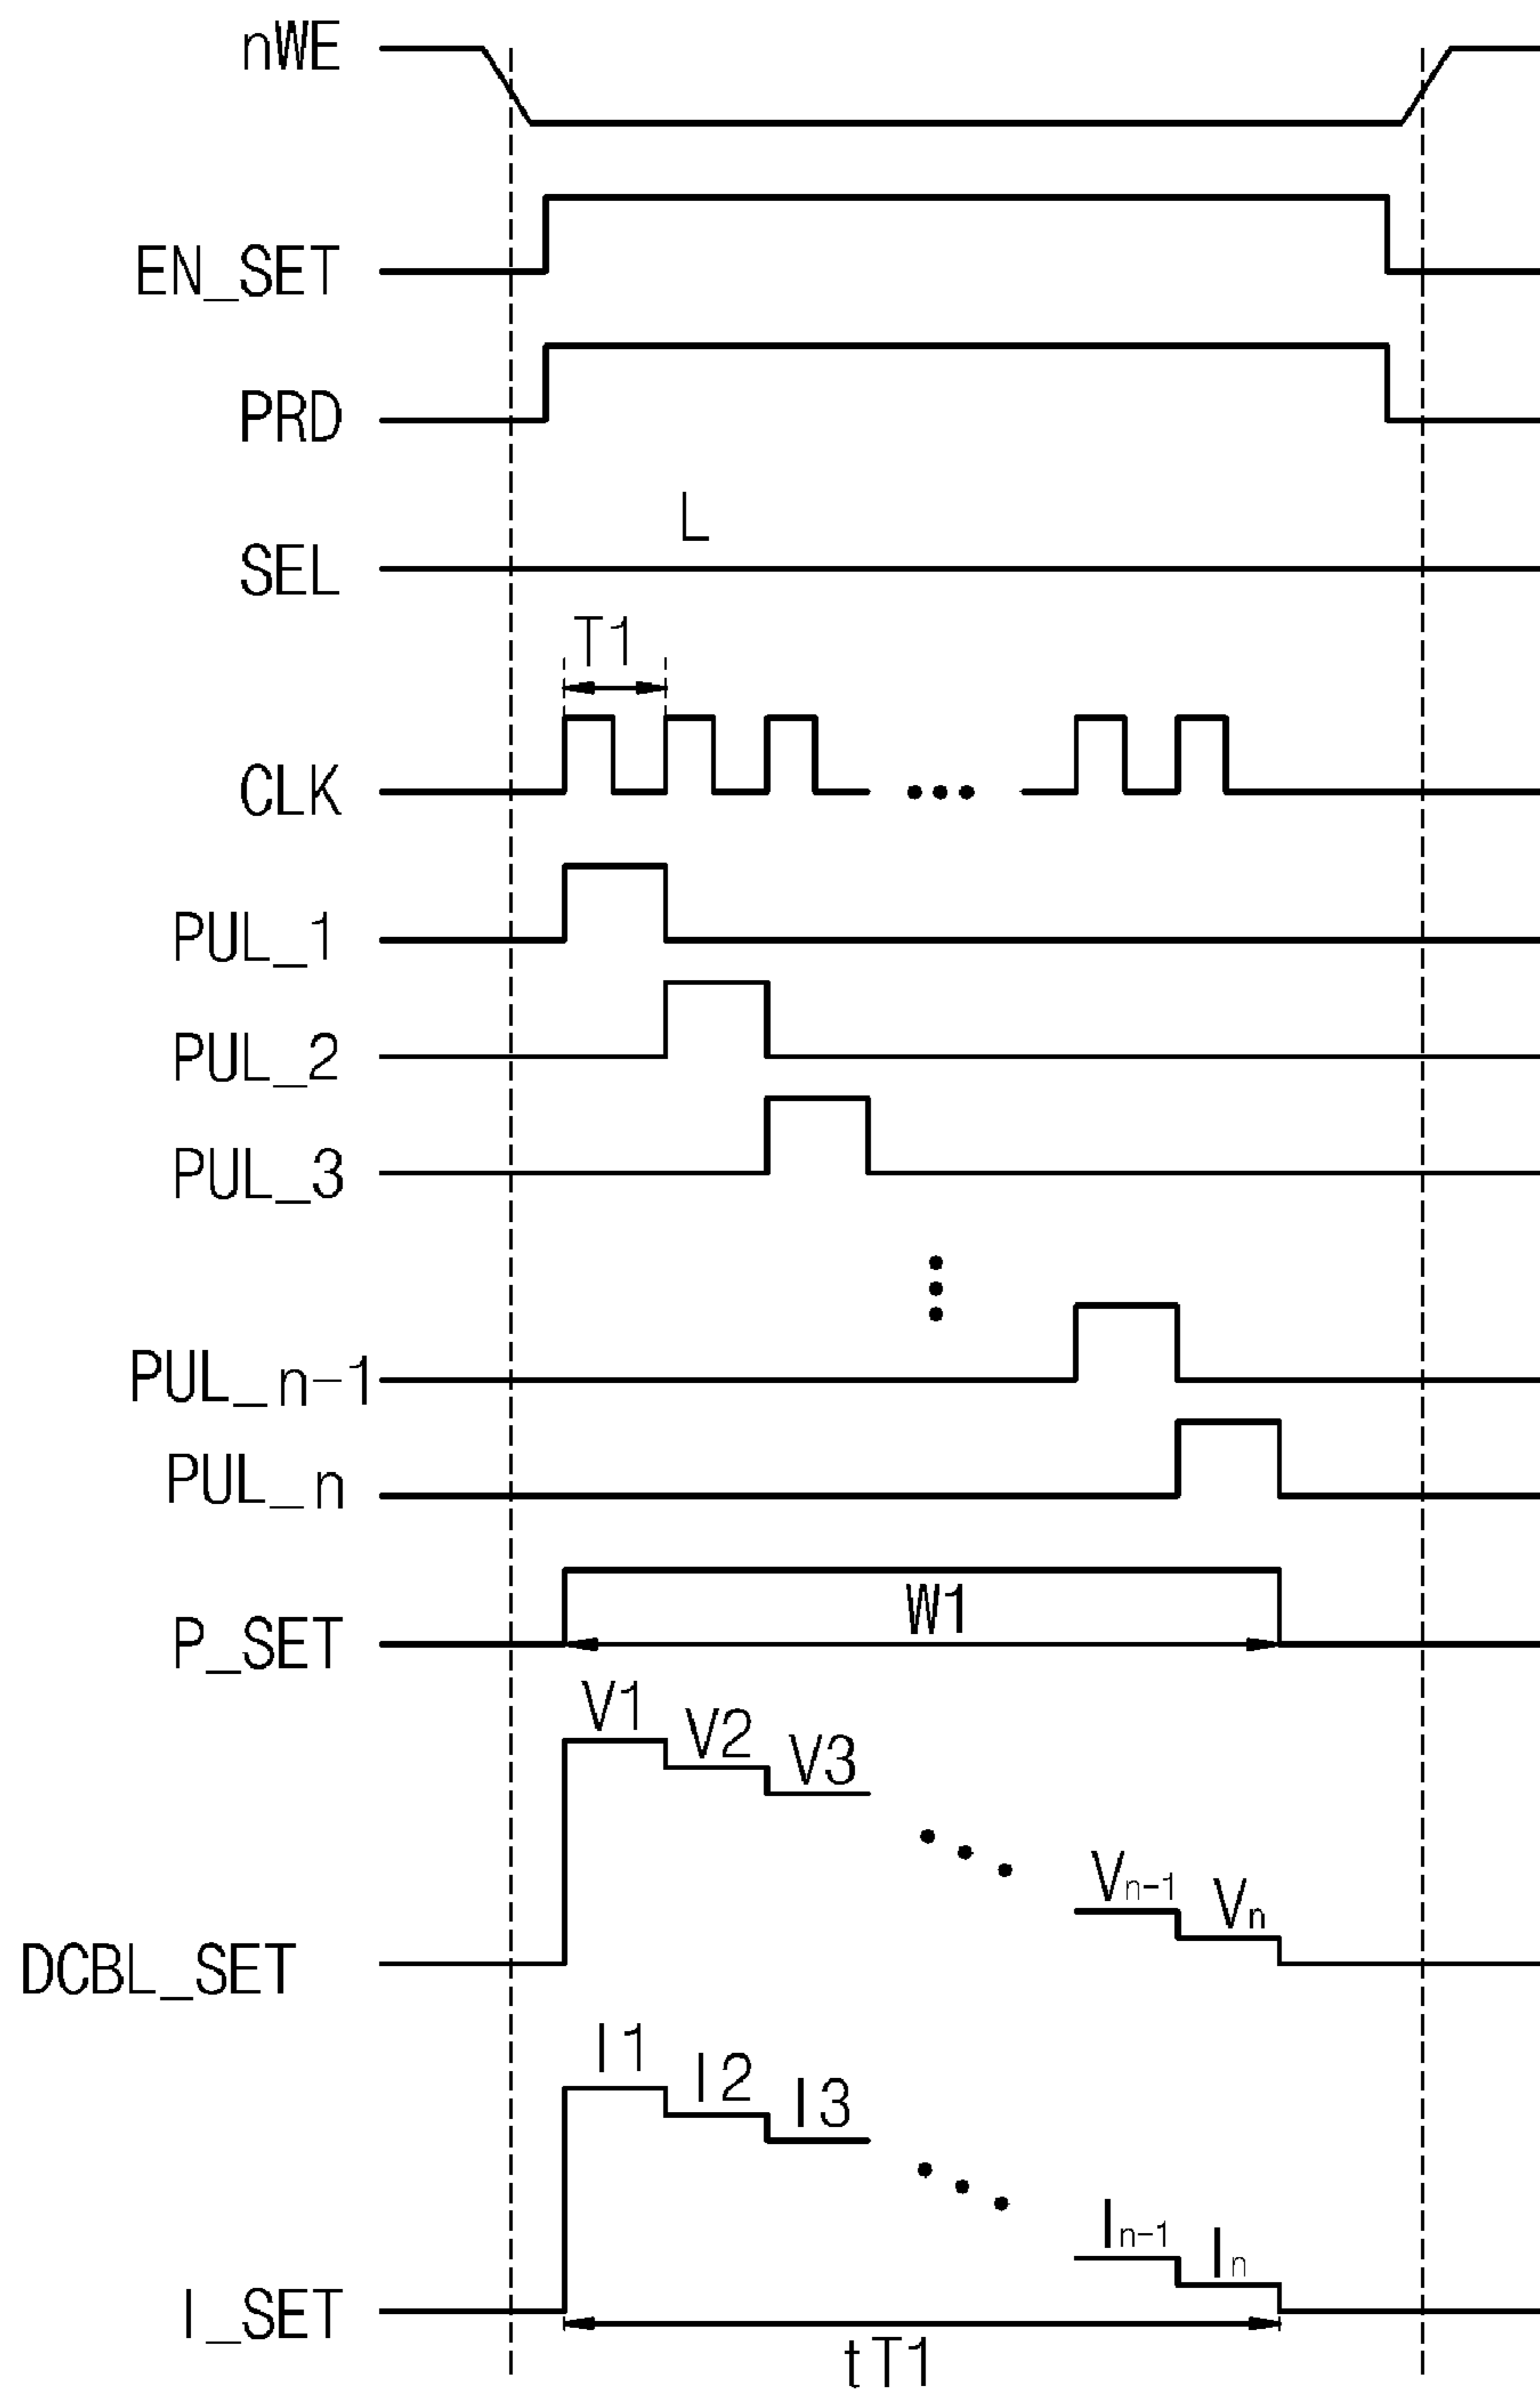 nWE
EN_SET
PRD
L
SEL
T1
CLK
PUL_1
PUL_2
PUL_3
PUL_n-1
PUL_n
W1
P_SET
V1
V2
V3
Vn-1
Vn
DCBL_SET
I1
I2
I3
In-1
In
I_SET
tT1